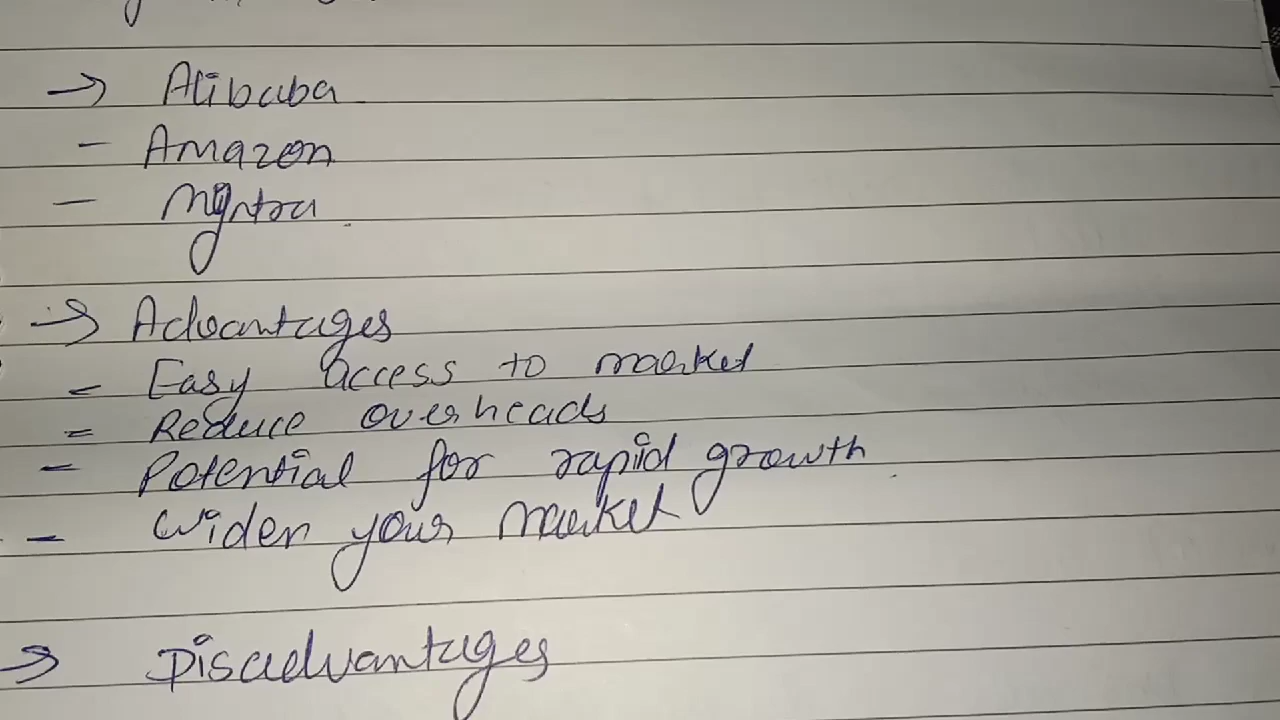 → Alibaba
- Amazon
- Myntra
→ Advantages
= Easy access to market
= Reduce overheads
- Potential for rapid growth
- widen your market
→ Disadvantages